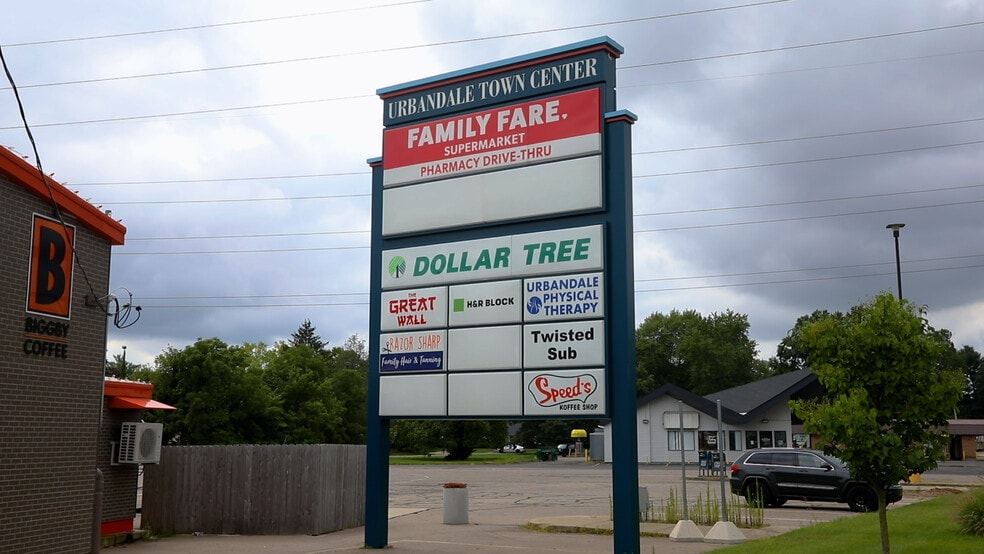 URBANDALE TOWN CENTER
FAMILY FARE
SUPERMARKET
PHARMACY DRIVE-THRU
DOLLAR TREE
THE
GREAT
WALL
H&R BLOCK
URBANDALE
PHYSICAL
THERAPY
RAZOR SHARP
Family Hair & Tanning
Twisted
Sub
Speed's
KOFFEE SHOP
B
BIGGBY
COFFEE